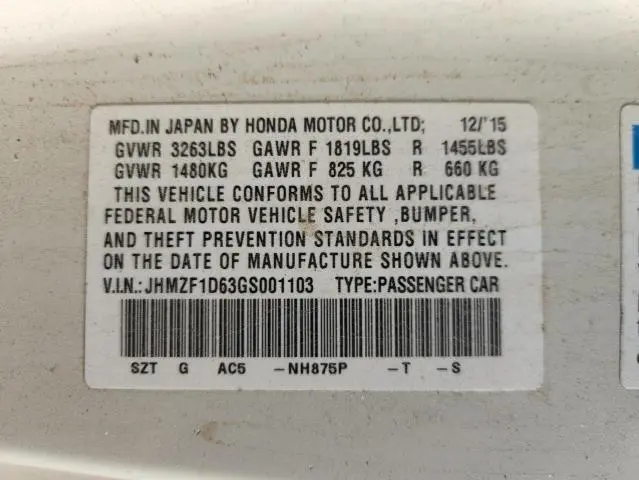 MFD.IN JAPAN BY HONDA MOTOR CO.,LTD; 12/'15
GVWR 3263LBS GAWR F 1819LBS R 1455LBS
GVWR 1480KG GAWR F 825 KG R 660 KG
THIS VEHICLE CONFORMS TO ALL APPLICABLE
FEDERAL MOTOR VEHICLE SAFETY ,BUMPER,
AND THEFT PREVENTION STANDARDS IN EFFECT
ON THE DATE OF MANUFACTURE SHOWN ABOVE.
V.I.N.:JHMZF1D63GS001103 TYPE:PASSENGER CAR
SZT G AC5 -NH875P -T -S